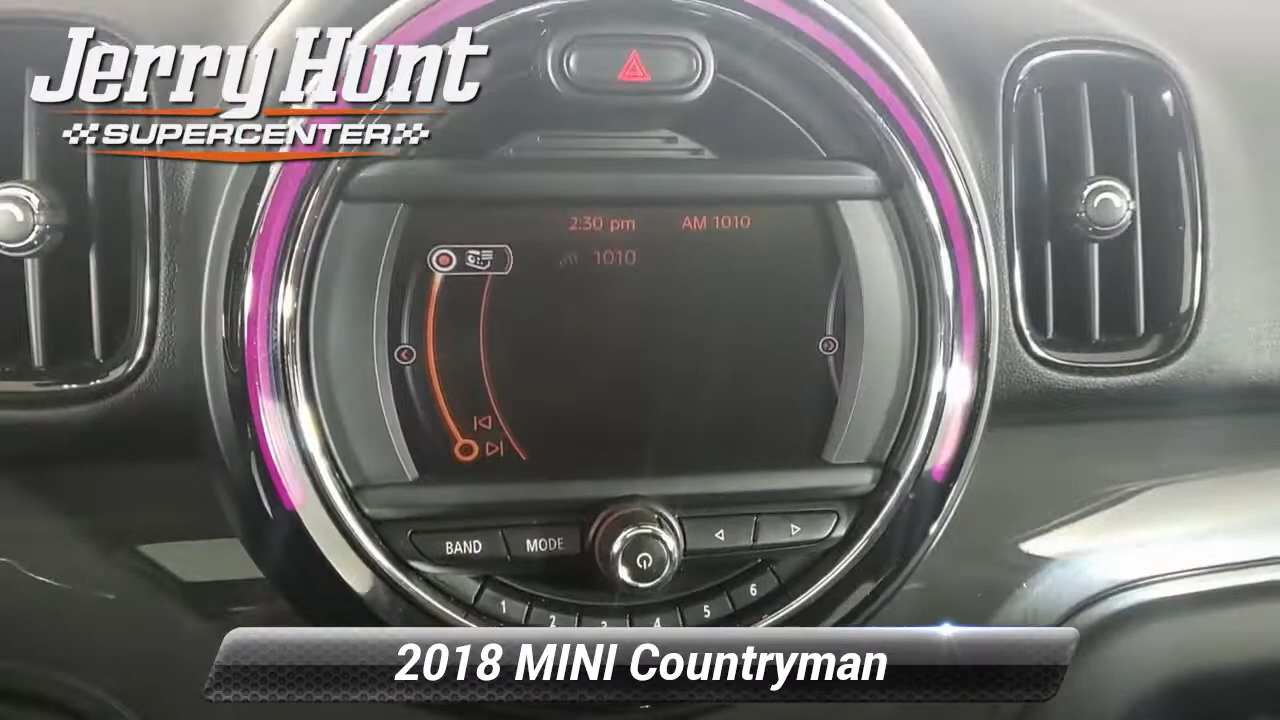 Jerry Hunt
SUPERCENTER
2:30 pm AM 1010
1010
BAND MODE
1 2 3 4 5 6
2018 MINI Countryman